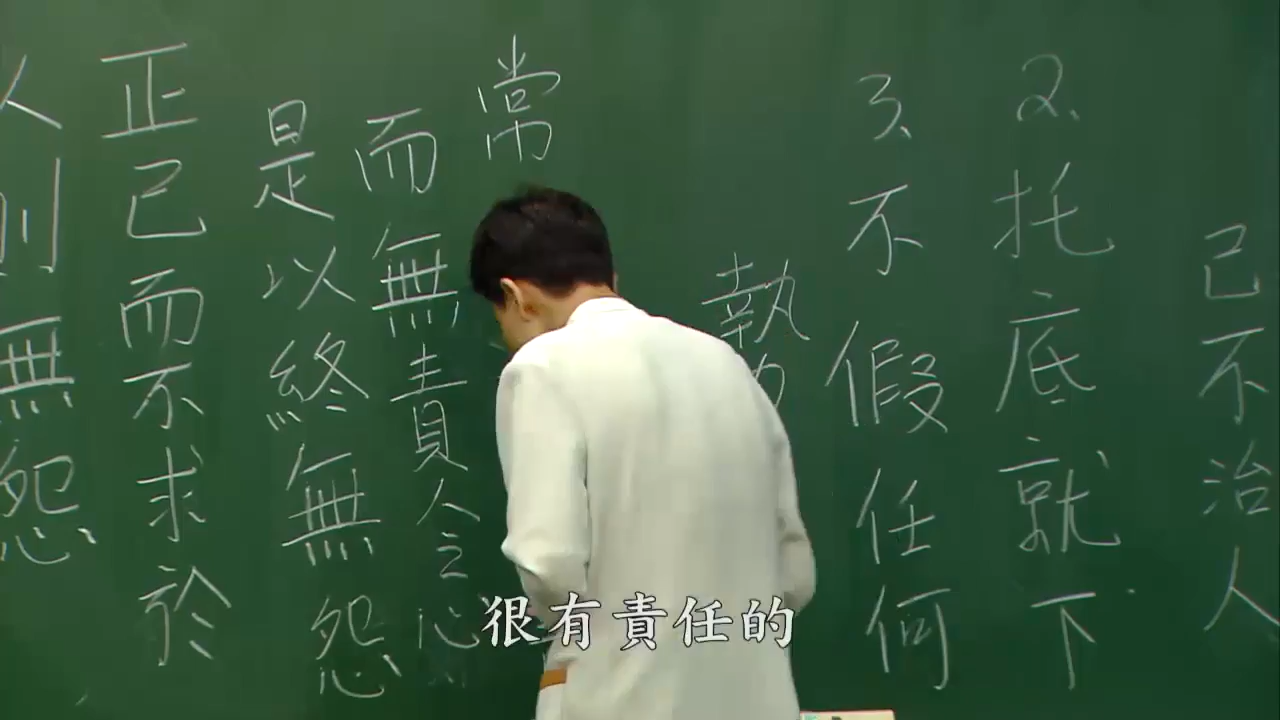 己不治人
2、托底就下
3、不假任何
執
常
而無責人之心
是以終無怨
正己而不求於
人則無怨
很有責任的